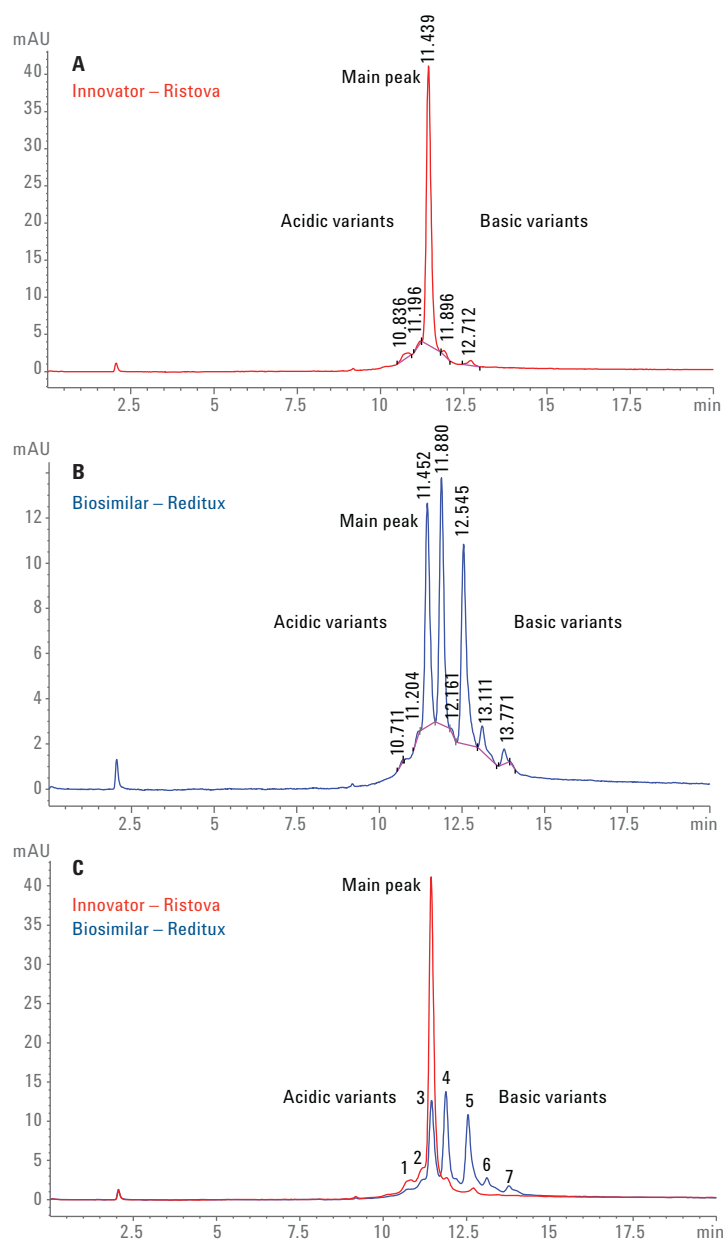 mAU
A
Innovator – Ristova
40
35
30
25
20
15
10
5
0
Main peak
11.439
Acidic variants
Basic variants
10.836
11.196
11.896
12.712
2.5 5 7.5 10 12.5 15 17.5 min
mAU
B
Biosimilar – Reditux
12
10
8
6
4
2
0
11.452
11.880
12.545
Main peak
Acidic variants
Basic variants
10.711
11.204
12.161
13.111
13.771
2.5 5 7.5 10 12.5 15 17.5 min
mAU
C
Innovator – Ristova
Biosimilar – Reditux
40
35
30
25
20
15
10
5
0
Main peak
Acidic variants
Basic variants
1
2
3
4
5
6
7
2.5 5 7.5 10 12.5 15 17.5 min